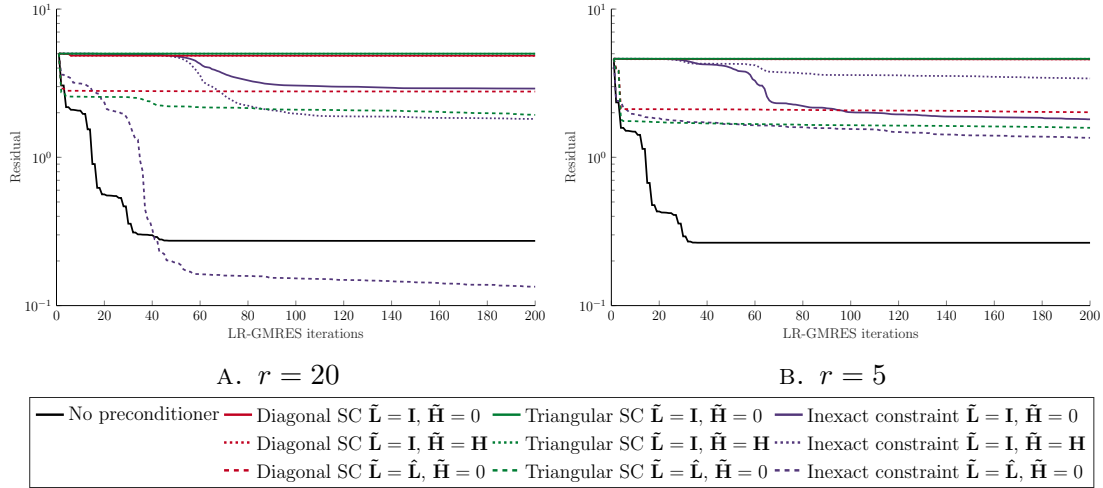 10^1
10^0
10^-1
Residual
0 20 40 60 80 100 120 140 160 180 200
LR-GMRES iterations
A. r = 20
10^1
10^0
10^-1
Residual
0 20 40 60 80 100 120 140 160 180 200
LR-GMRES iterations
B. r = 5
No preconditioner Diagonal SC L̃ = I, H̃ = 0 Triangular SC L̃ = I, H̃ = 0 Inexact constraint L̃ = I, H̃ = 0
Diagonal SC L̃ = I, H̃ = H Triangular SC L̃ = I, H̃ = H Inexact constraint L̃ = I, H̃ = H
Diagonal SC L̃ = L̂, H̃ = 0 Triangular SC L̃ = L̂, H̃ = 0 Inexact constraint L̃ = L̂, H̃ = 0